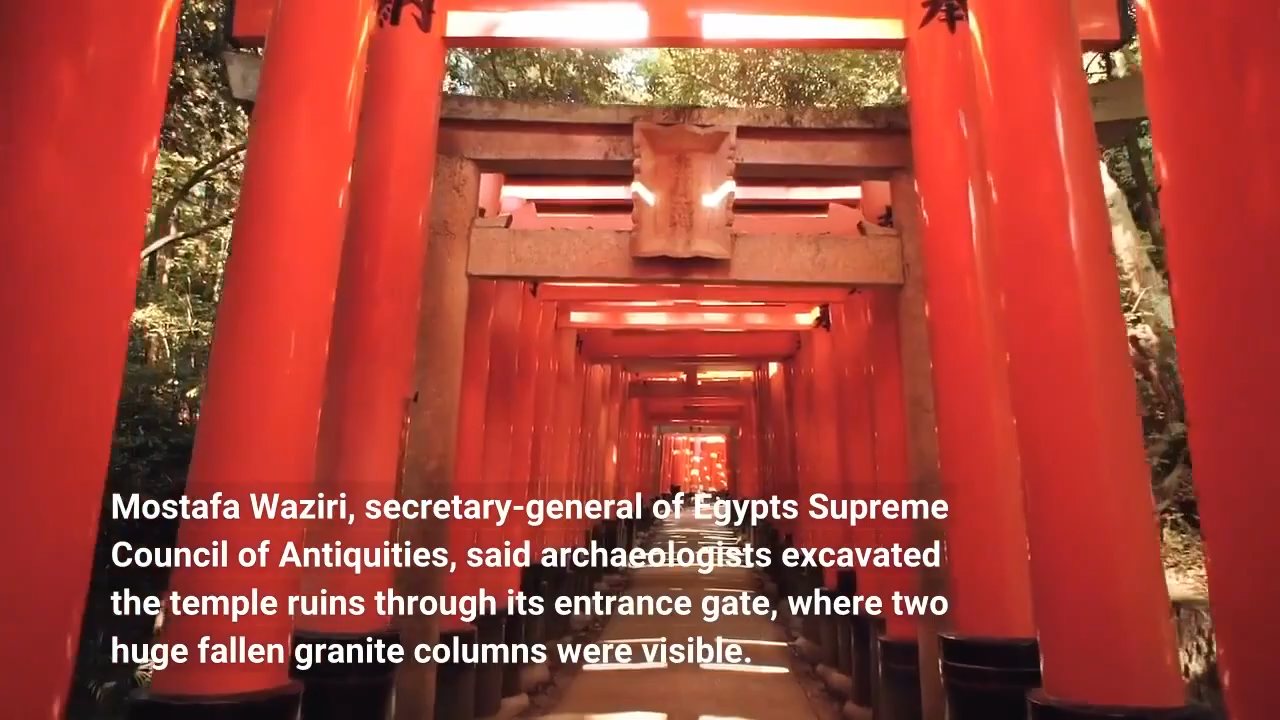 奉
Mostafa Waziri, secretary-general of Egypts Supreme
Council of Antiquities, said archaeologists excavated
the temple ruins through its entrance gate, where two
huge fallen granite columns were visible.